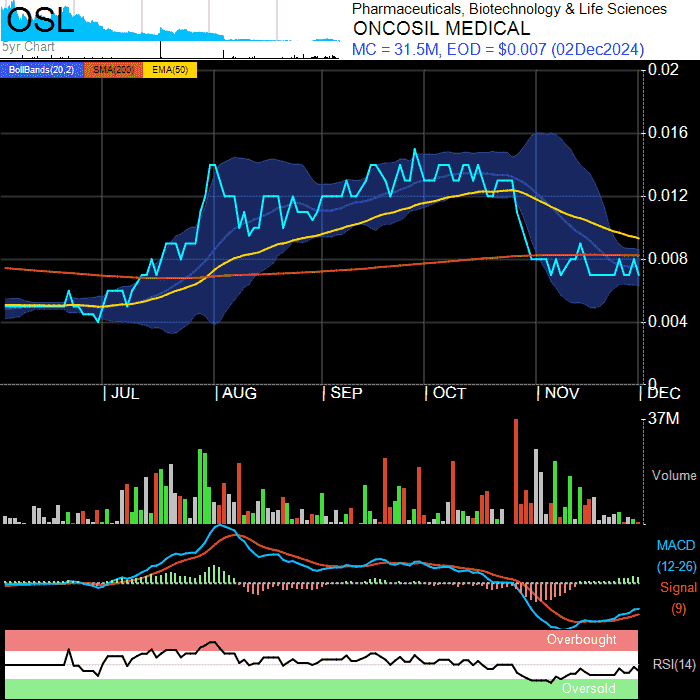 OSL
5yr Chart
Pharmaceuticals, Biotechnology & Life Sciences
ONCOSIL MEDICAL
MC = 31.5M, EOD = $0.007 (02Dec2024)
BollBands(20,2) SMA(200) EMA(50)
0.02
0.016
0.012
0.008
0.004
0
JUL AUG SEP OCT NOV DEC
37M
Volume
MACD
(12-26)
Signal
(9)
Overbought
RSI(14)
Oversold